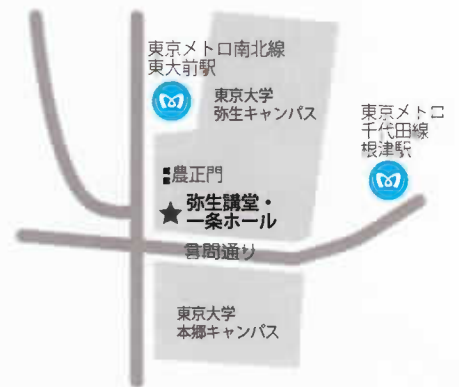 東京メトロ南北線
東大前駅
東京大学
弥生キャンパス
東京メトロ
千代田線
根津駅
農正門
弥生講堂・
一条ホール
言問通り
東京大学
本郷キャンパス